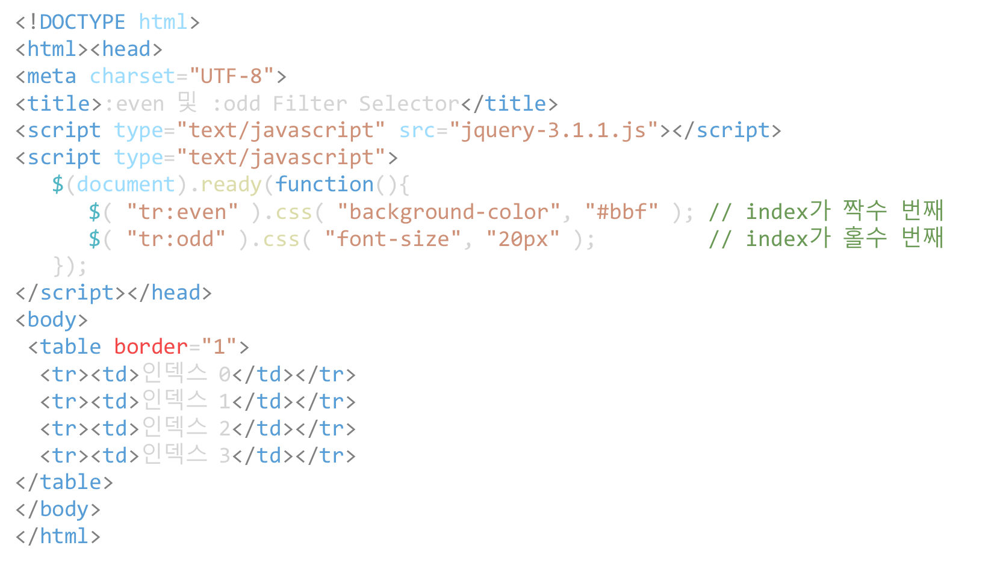 <!DOCTYPE html>
<html><head>
<meta charset="UTF-8">
<title>:even 및 :odd Filter Selector</title>
<script type="text/javascript" src="jquery-3.1.1.js"></script>
<script type="text/javascript">
   $(document).ready(function(){
      $( "tr:even" ).css( "background-color", "#bbf" ); // index가 짝수 번째
      $( "tr:odd" ).css( "font-size", "20px" );         // index가 홀수 번째
   });
</script></head>
<body>
 <table border="1">
  <tr><td>인덱스 0</td></tr>
  <tr><td>인덱스 1</td></tr>
  <tr><td>인덱스 2</td></tr>
  <tr><td>인덱스 3</td></tr>
</table>
</body>
</html>